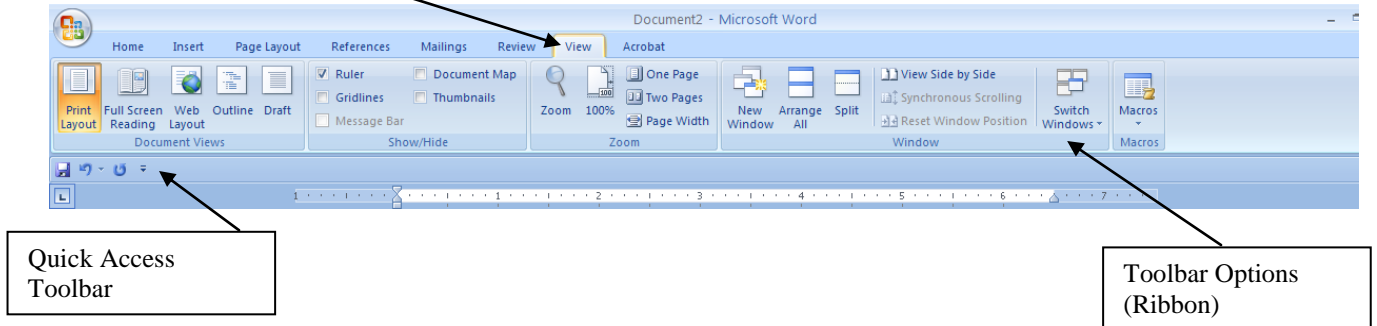 Document2 - Microsoft Word
Home Insert Page Layout References Mailings Review View Acrobat
Print Layout
Full Screen Reading
Web Layout
Outline
Draft
Document Views
Ruler
Gridlines
Message Bar
Document Map
Thumbnails
Show/Hide
Zoom
100%
One Page
Two Pages
Page Width
Zoom
New Window
Arrange All
Split
View Side by Side
Synchronous Scrolling
Reset Window Position
Switch Windows
Window
Macros
Macros
L
1 1 2 3 4 5 6 7
Quick Access
Toolbar
Toolbar Options
(Ribbon)